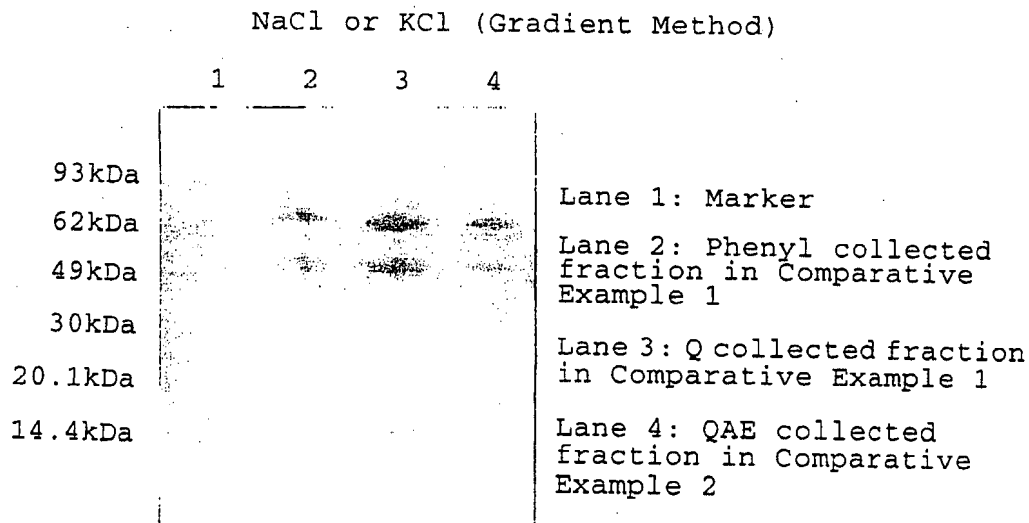 NaCl or KCl (Gradient Method)
1 2 3 4
93kDa
62kDa
49kDa
30kDa
20.1kDa
14.4kDa
Lane 1: Marker
Lane 2: Phenyl collected
fraction in Comparative
Example 1
Lane 3: Q collected fraction
in Comparative Example 1
Lane 4: QAE collected
fraction in Comparative
Example 2